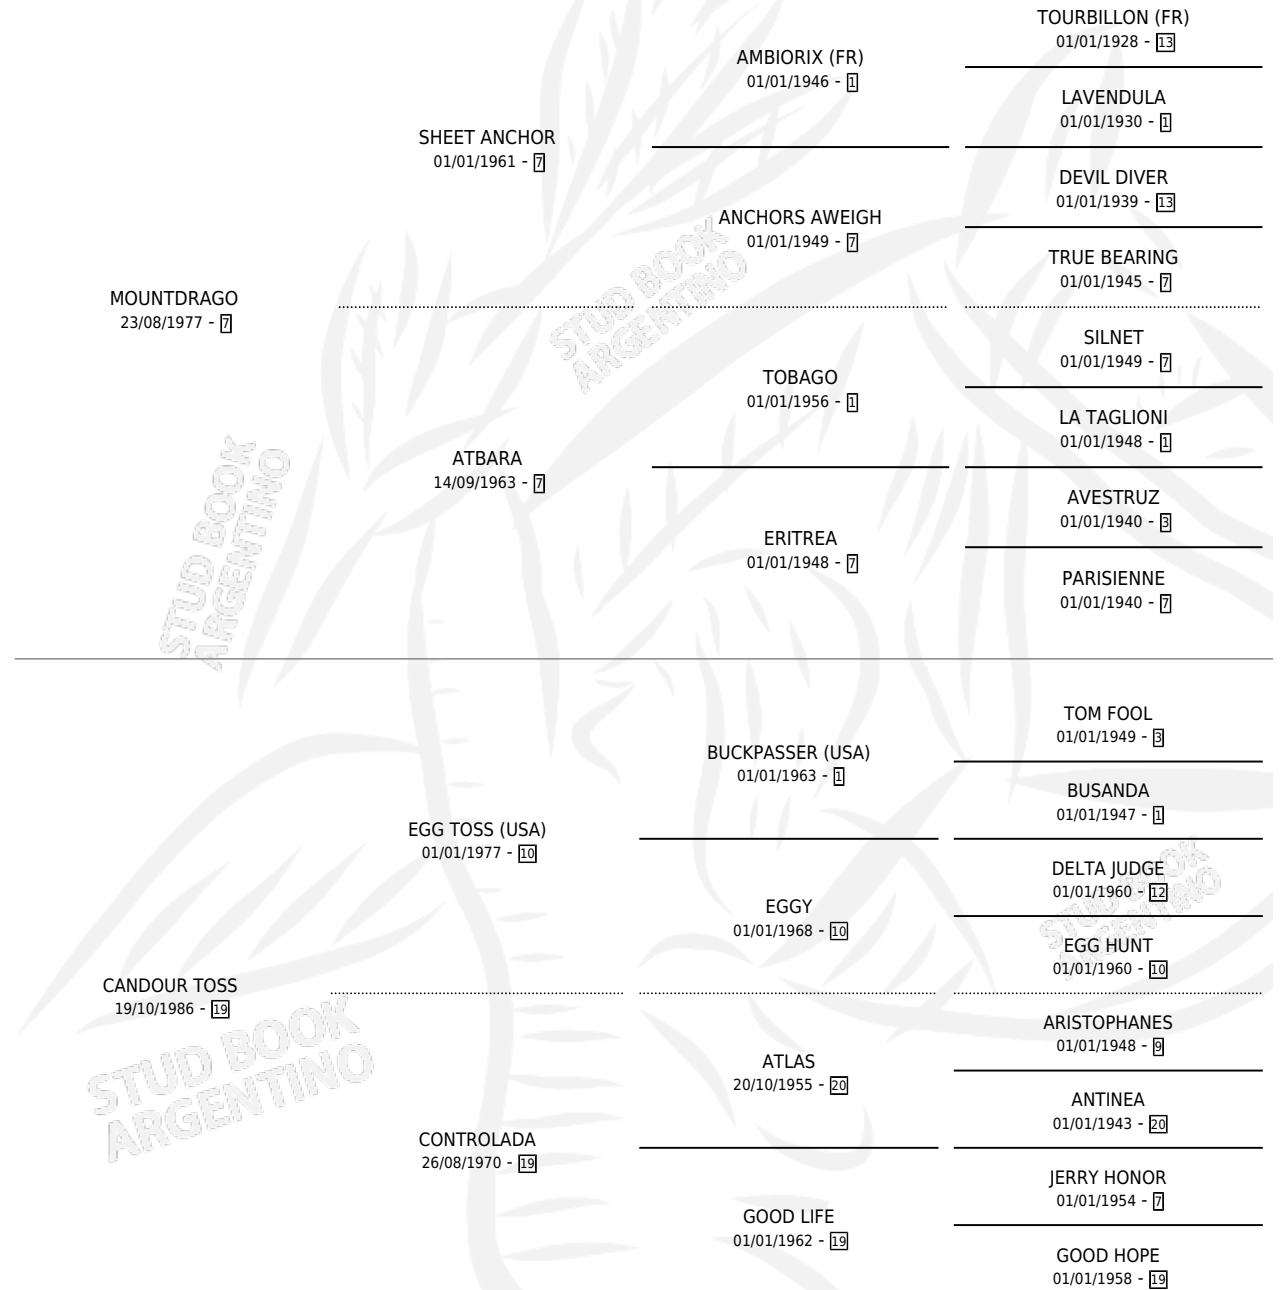 TOURBILLON (FR)
01/01/1928 - 13
AMBIORIX (FR)
01/01/1946 - 1
LAVENDULA
01/01/1930 - 1
SHEET ANCHOR
01/01/1961 - 7
DEVIL DIVER
01/01/1939 - 13
ANCHORS AWEIGH
01/01/1949 - 7
TRUE BEARING
01/01/1945 - 7
MOUNTDRAGO
23/08/1977 - 7
SILNET
01/01/1949 - 7
TOBAGO
01/01/1956 - 1
LA TAGLIONI
01/01/1948 - 1
ATBARA
14/09/1963 - 7
AVESTRUZ
01/01/1940 - 3
ERITREA
01/01/1948 - 7
PARISIENNE
01/01/1940 - 7
STUD BOOK
ARGENTINO
STUD BOOK
ARGENTINO
TOM FOOL
01/01/1949 - 3
BUCKPASSER (USA)
01/01/1963 - 1
BUSANDA
01/01/1947 - 1
EGG TOSS (USA)
01/01/1977 - 10
DELTA JUDGE
01/01/1960 - 12
EGGY
01/01/1968 - 10
EGG HUNT
01/01/1960 - 10
CANDOUR TOSS
19/10/1986 - 19
ARISTOPHANES
01/01/1948 - 9
ATLAS
20/10/1955 - 20
ANTINEA
01/01/1943 - 20
CONTROLADA
26/08/1970 - 19
JERRY HONOR
01/01/1954 - 7
GOOD LIFE
01/01/1962 - 19
GOOD HOPE
01/01/1958 - 19
STUD BOOK
ARGENTINO
STUD BOOK
ARGENTINO